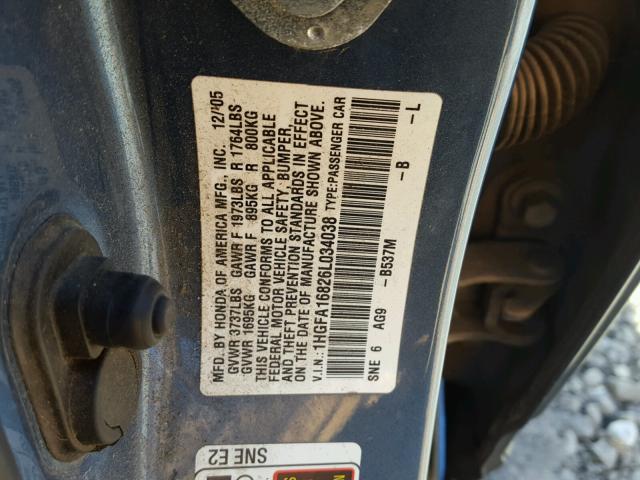 MFD. BY HONDA OF AMERICA MFG., INC. 12/05
GVWR 3737LBS GAWR F 1973LBS R 1764LBS
GVWR 1695KG GAWR F 895KG R 800KG
THIS VEHICLE CONFORMS TO ALL APPLICABLE
FEDERAL MOTOR VEHICLE SAFETY, BUMPER,
AND THEFT PREVENTION STANDARDS IN EFFECT
ON THE DATE OF MANUFACTURE SHOWN ABOVE.
V.I.N.: 1HGFA16826L034038 TYPE:PASSENGER CAR
SNE 6 AG9 -B537M -B -L
SNE E2